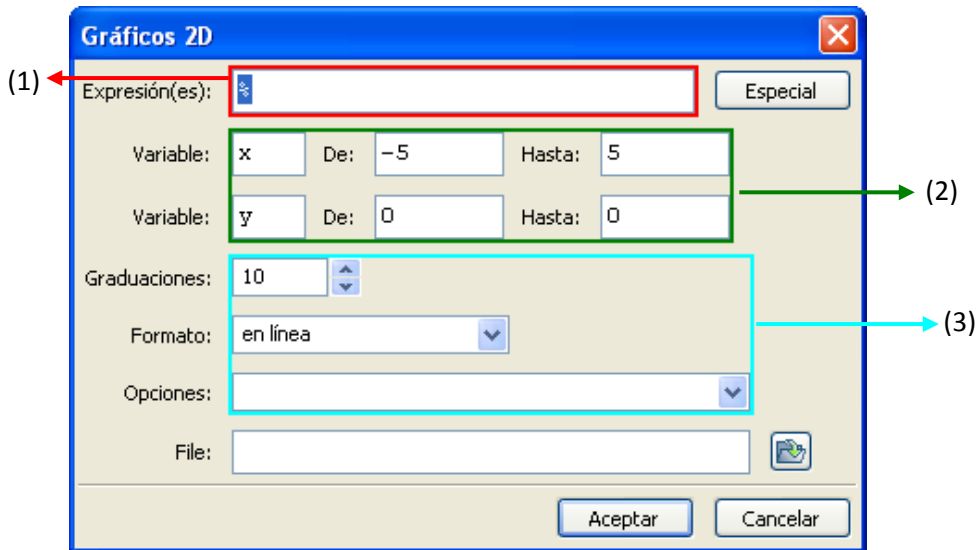 Gráficos 2D
(1)
Expresión(es): % Especial
Variable: x De: −5 Hasta: 5
(2)
Variable: y De: 0 Hasta: 0
Graduaciones: 10
Formato: en línea
(3)
Opciones:
File:
Aceptar Cancelar